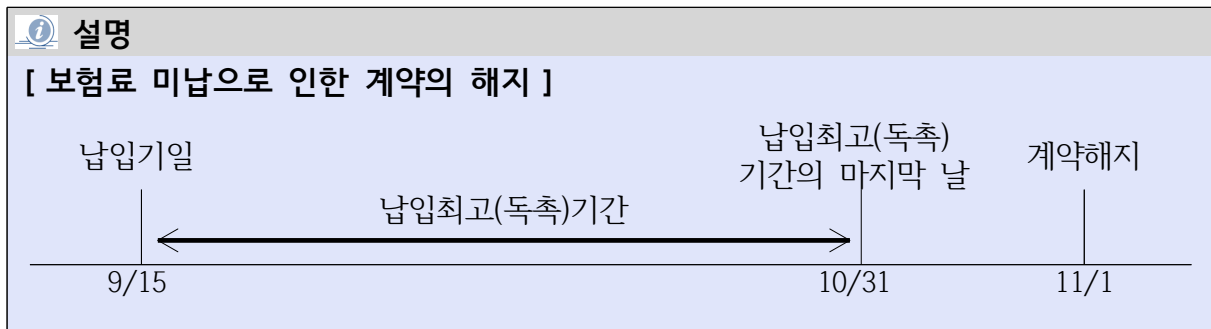 설명
[ 보험료 미납으로 인한 계약의 해지 ]
납입기일
납입최고(독촉)
기간의 마지막 날
계약해지
납입최고(독촉)기간
9/15
10/31
11/1